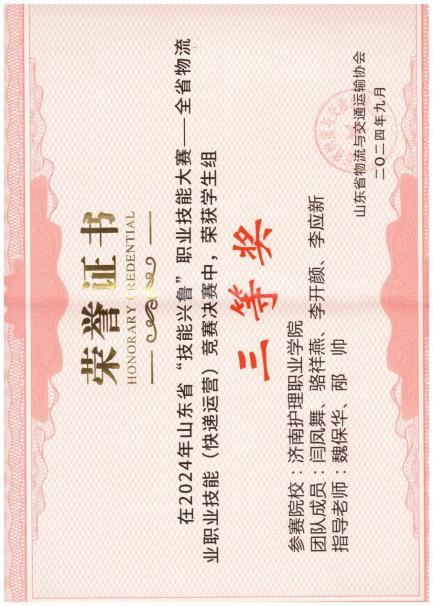 荣誉证书
HONORARY CREDENTIAL
在2024年山东省“技能兴鲁”职业技能大赛——全省物流
业职业技能（快递运营）竞赛决赛中，荣获学生组
三等奖
参赛院校：济南护理职业学院
团队成员：闫凤舞、骆祥燕、李开颜、李应新
指导老师：魏保华、邴 帅
山东省物流与交通运输协会
二〇二四年九月